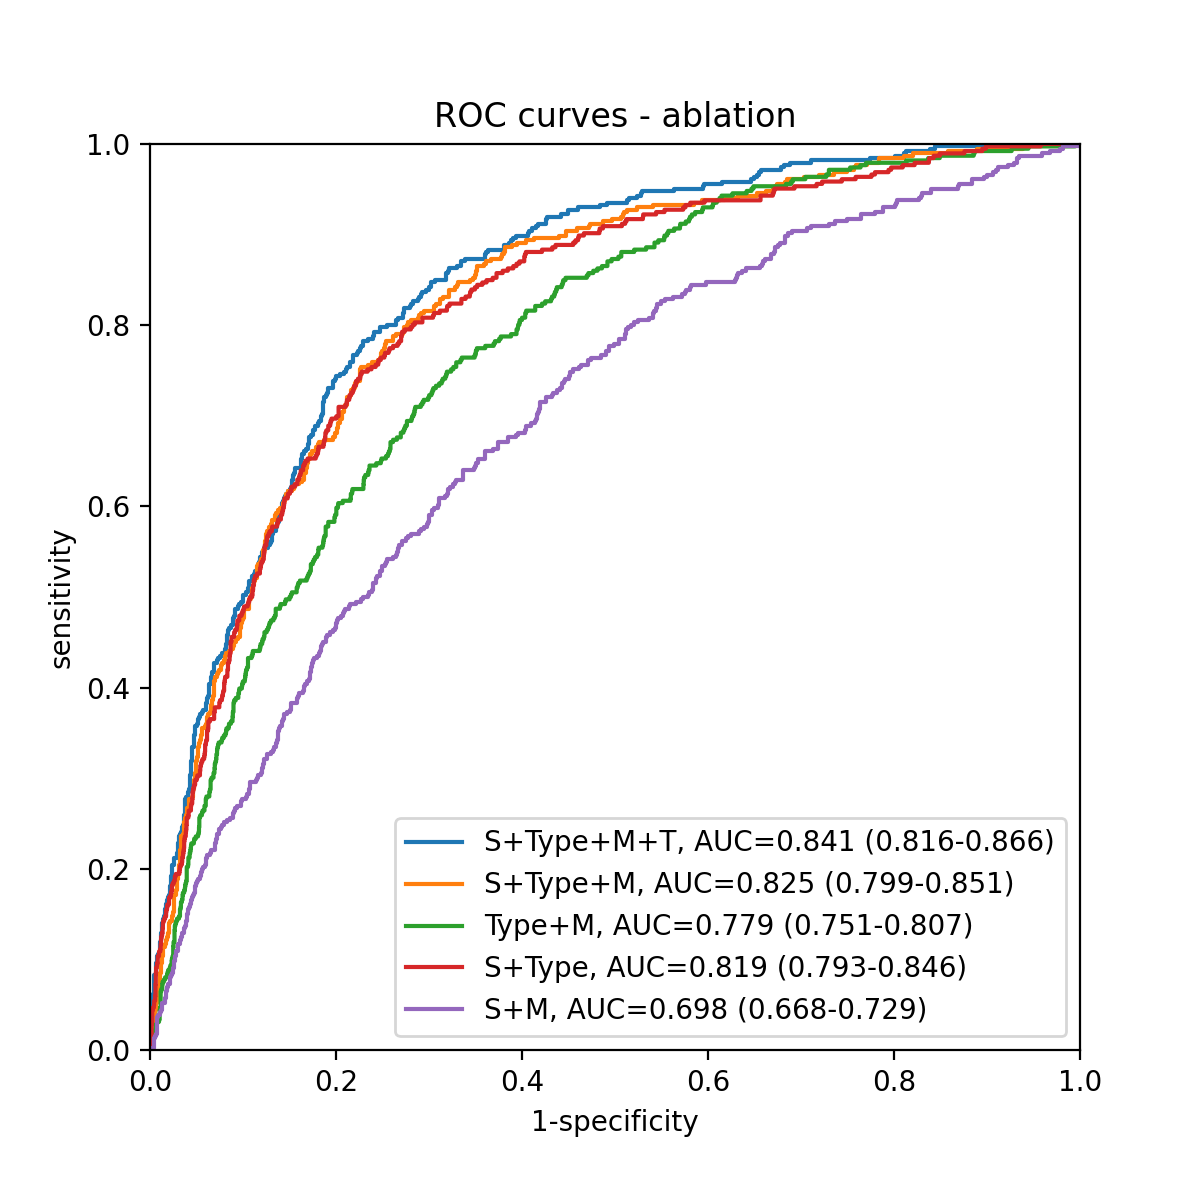 ROC curves - ablation
1.0
0.8
0.6
0.4
0.2
0.0
sensitivity
S+Type+M+T, AUC=0.841 (0.816-0.866)
S+Type+M, AUC=0.825 (0.799-0.851)
Type+M, AUC=0.779 (0.751-0.807)
S+Type, AUC=0.819 (0.793-0.846)
S+M, AUC=0.698 (0.668-0.729)
0.0 0.2 0.4 0.6 0.8 1.0
1-specificity